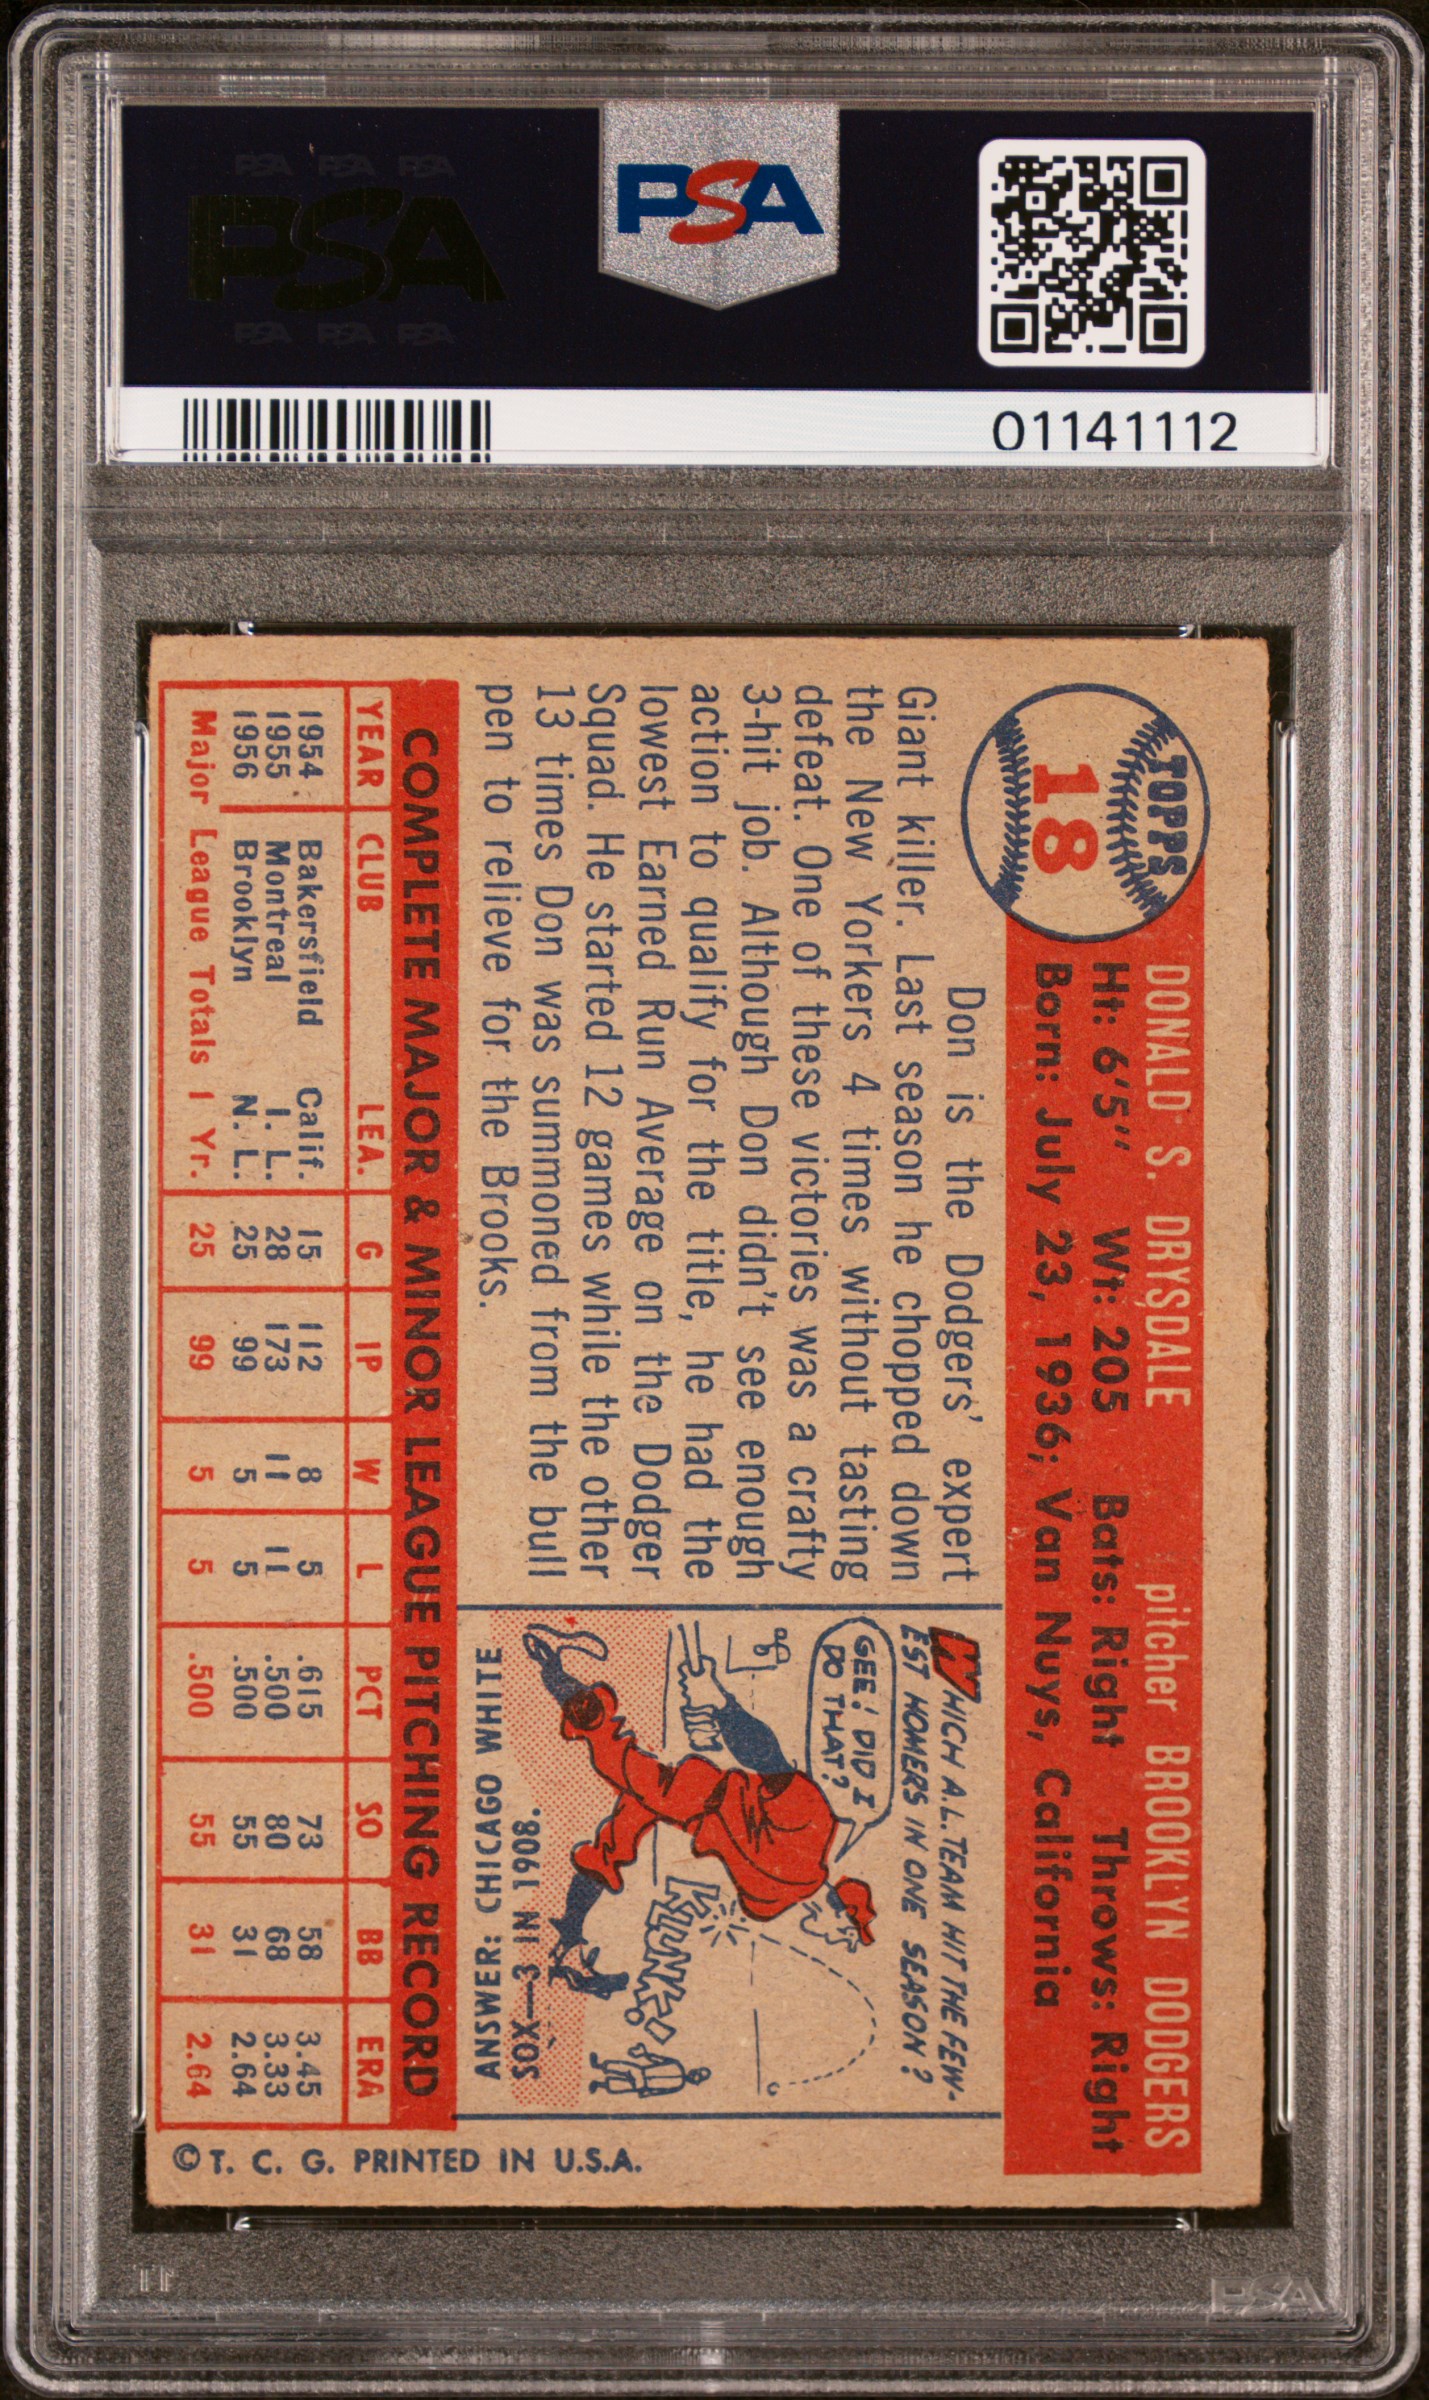 PSA PSA PSA
PSA
PSA PSA PSA
PSA
01141112
TOPPS
18
DONALD S. DRYSDALE pitcher BROOKLYN DODGERS
Ht: 6'5" Wt: 205 Bats: Right Throws: Right
Born: July 23, 1936; Van Nuys, California
Don is the Dodgers' expert
Giant killer. Last season he chopped down
the New Yorkers 4 times without tasting
defeat. One of these victories was a crafty
3-hit job. Although Don didn't see enough
action to qualify for the title, he had the
lowest Earned Run Average on the Dodger
Squad. He started 12 games while the other
13 times Don was summoned from the bull
pen to relieve for the Brooks.
WHICH A.L. TEAM HIT THE FEW-
EST HOMERS IN ONE SEASON?
GEE! DID I
DO THAT?
KLUNK!
ANSWER: CHICAGO WHITE
SOX—3 IN 1908.
COMPLETE MAJOR & MINOR LEAGUE PITCHING RECORD
YEAR CLUB LEA. G IP W L PCT SO BB ERA
1954 Bakersfield Calif. 15 112 8 5 .615 73 58 3.45
1955 Montreal I. L. 28 173 11 11 .500 80 68 3.33
1956 Brooklyn N. L. 25 99 5 5 .500 55 31 2.64
Major League Totals 1 Yr. 25 99 5 5 .500 55 31 2.64
© T. C. G. PRINTED IN U.S.A.
TT
PSA